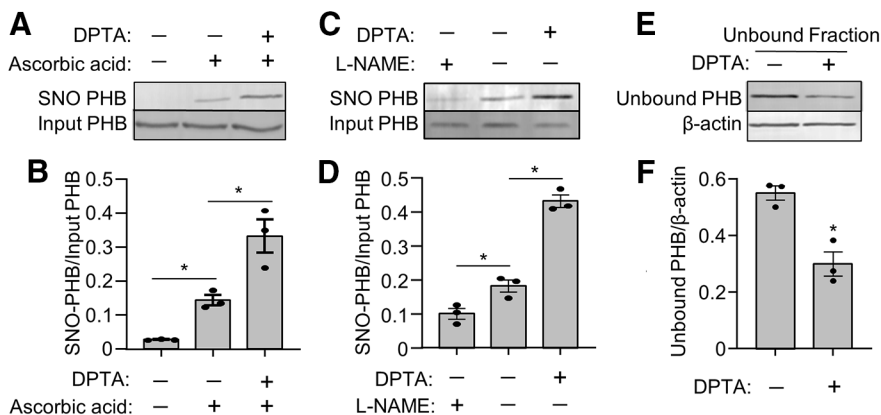 A
DPTA: – – +
Ascorbic acid: – + +
SNO PHB
Input PHB
B
SNO-PHB/Input PHB
0.5
0.4
0.3
0.2
0.1
0
* *
DPTA: – – +
Ascorbic acid: – + +
C
DPTA: – – +
L-NAME: + – –
SNO PHB
Input PHB
D
SNO-PHB/Input PHB
0.5
0.4
0.3
0.2
0.1
0
* *
DPTA: – – +
L-NAME: + – –
E
Unbound Fraction
DPTA: – +
Unbound PHB
β-actin
F
Unbound PHB/β-actin
0.6
0.4
0.2
0
*
DPTA: – +